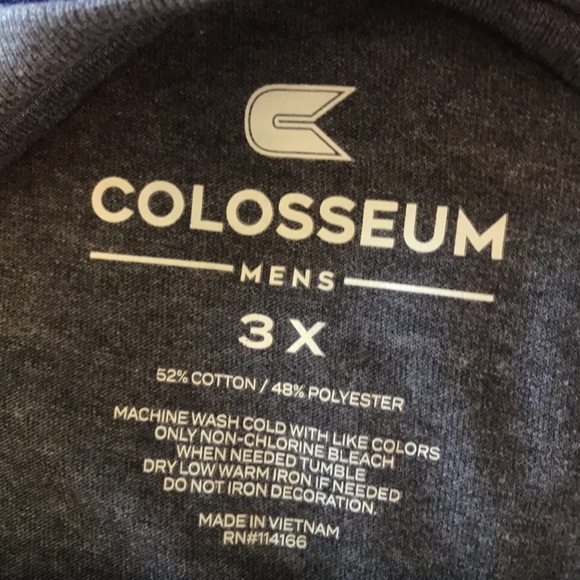 COLOSSEUM
MENS
3X
52% COTTON / 48% POLYESTER
MACHINE WASH COLD WITH LIKE COLORS
ONLY NON-CHLORINE BLEACH
WHEN NEEDED TUMBLE
DRY LOW WARM IRON IF NEEDED
DO NOT IRON DECORATION.
MADE IN VIETNAM
RN#114166